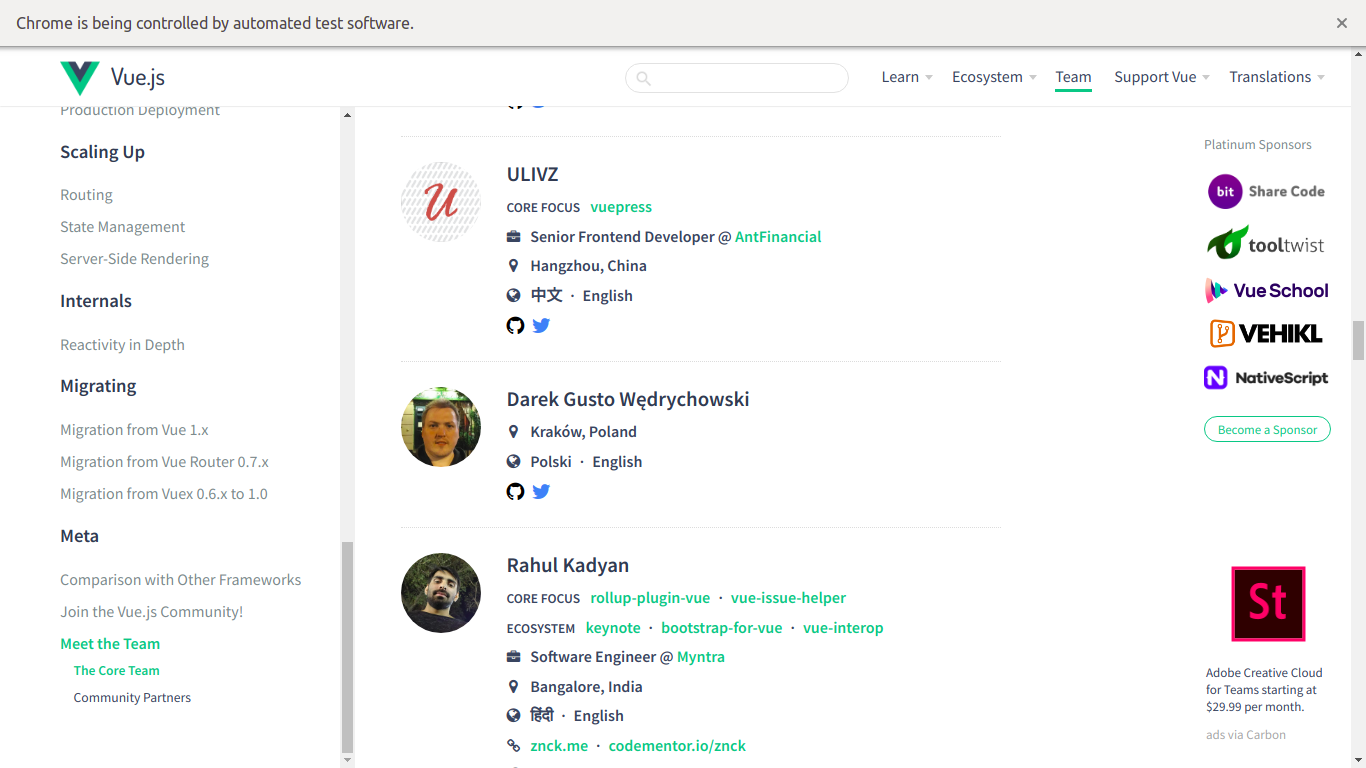 Chrome is being controlled by automated test software.
Vue.js
Learn
Ecosystem
Team
Support Vue
Translations
Production Deployment
Scaling Up
Routing
State Management
Server-Side Rendering
Internals
Reactivity in Depth
Migrating
Migration from Vue 1.x
Migration from Vue Router 0.7.x
Migration from Vuex 0.6.x to 1.0
Meta
Comparison with Other Frameworks
Join the Vue.js Community!
Meet the Team
The Core Team
Community Partners
U
ULIVZ
CORE FOCUS vuepress
Senior Frontend Developer @ AntFinancial
Hangzhou, China
中文 · English
Darek Gusto Wędrychowski
Kraków, Poland
Polski · English
Rahul Kadyan
CORE FOCUS rollup-plugin-vue · vue-issue-helper
ECOSYSTEM keynote · bootstrap-for-vue · vue-interop
Software Engineer @ Myntra
Bangalore, India
हिंदी · English
znck.me · codementor.io/znck
Platinum Sponsors
bit Share Code
tooltwist
Vue School
VEHIKL
N NativeScript
Become a Sponsor
St
Adobe Creative Cloud
for Teams starting at
$29.99 per month.
ads via Carbon